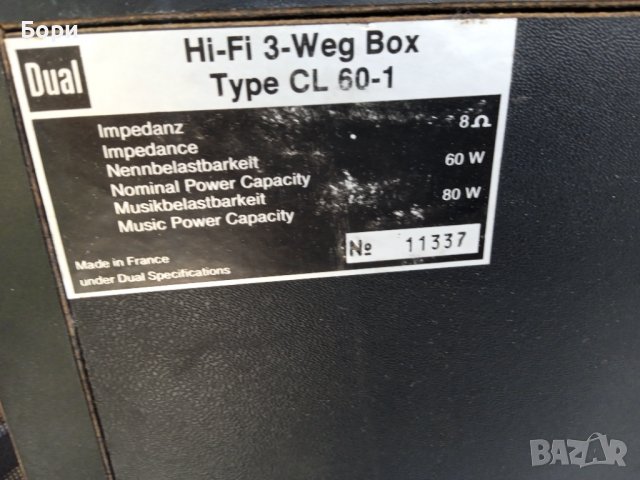 Бори
Dual
Hi-Fi 3-Weg Box
Type CL 60-1
Impedanz
Impedance
8Ω
Nennbelastbarkeit
Nominal Power Capacity
60 W
Musikbelastbarkeit
Music Power Capacity
80 W
№ 11337
Made in France
under Dual Specifications
BAZAR